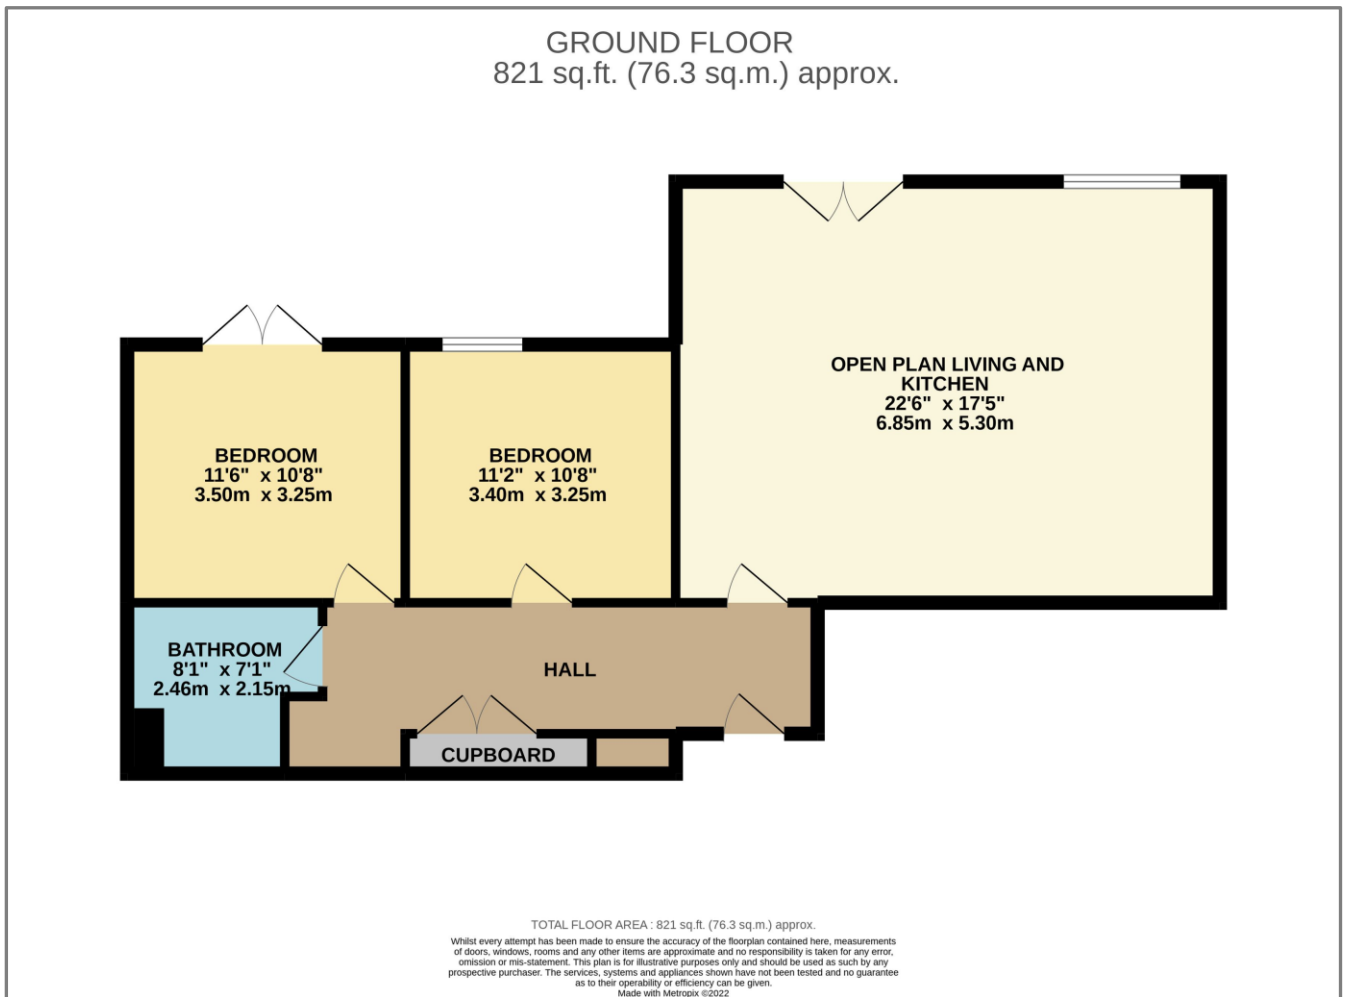 GROUND FLOOR
821 sq.ft. (76.3 sq.m.) approx.
OPEN PLAN LIVING AND
KITCHEN
22'6" x 17'5"
6.85m x 5.30m
BEDROOM
11'6" x 10'8"
3.50m x 3.25m
BEDROOM
11'2" x 10'8"
3.40m x 3.25m
BATHROOM
8'1" x 7'1"
2.46m x 2.15m
HALL
CUPBOARD
TOTAL FLOOR AREA : 821 sq.ft. (76.3 sq.m.) approx.
Whilst every attempt has been made to ensure the accuracy of the floorplan contained here, measurements
of doors, windows, rooms and any other items are approximate and no responsibility is taken for any error,
omission or mis-statement. This plan is for illustrative purposes only and should be used as such by any
prospective purchaser. The services, systems and appliances shown have not been tested and no guarantee
as to their operability or efficiency can be given.
Made with Metropix ©2022